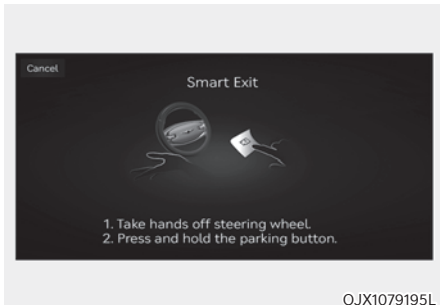 Cancel
Smart Exit
1. Take hands off steering wheel.
2. Press and hold the parking button.
OJX1079195L